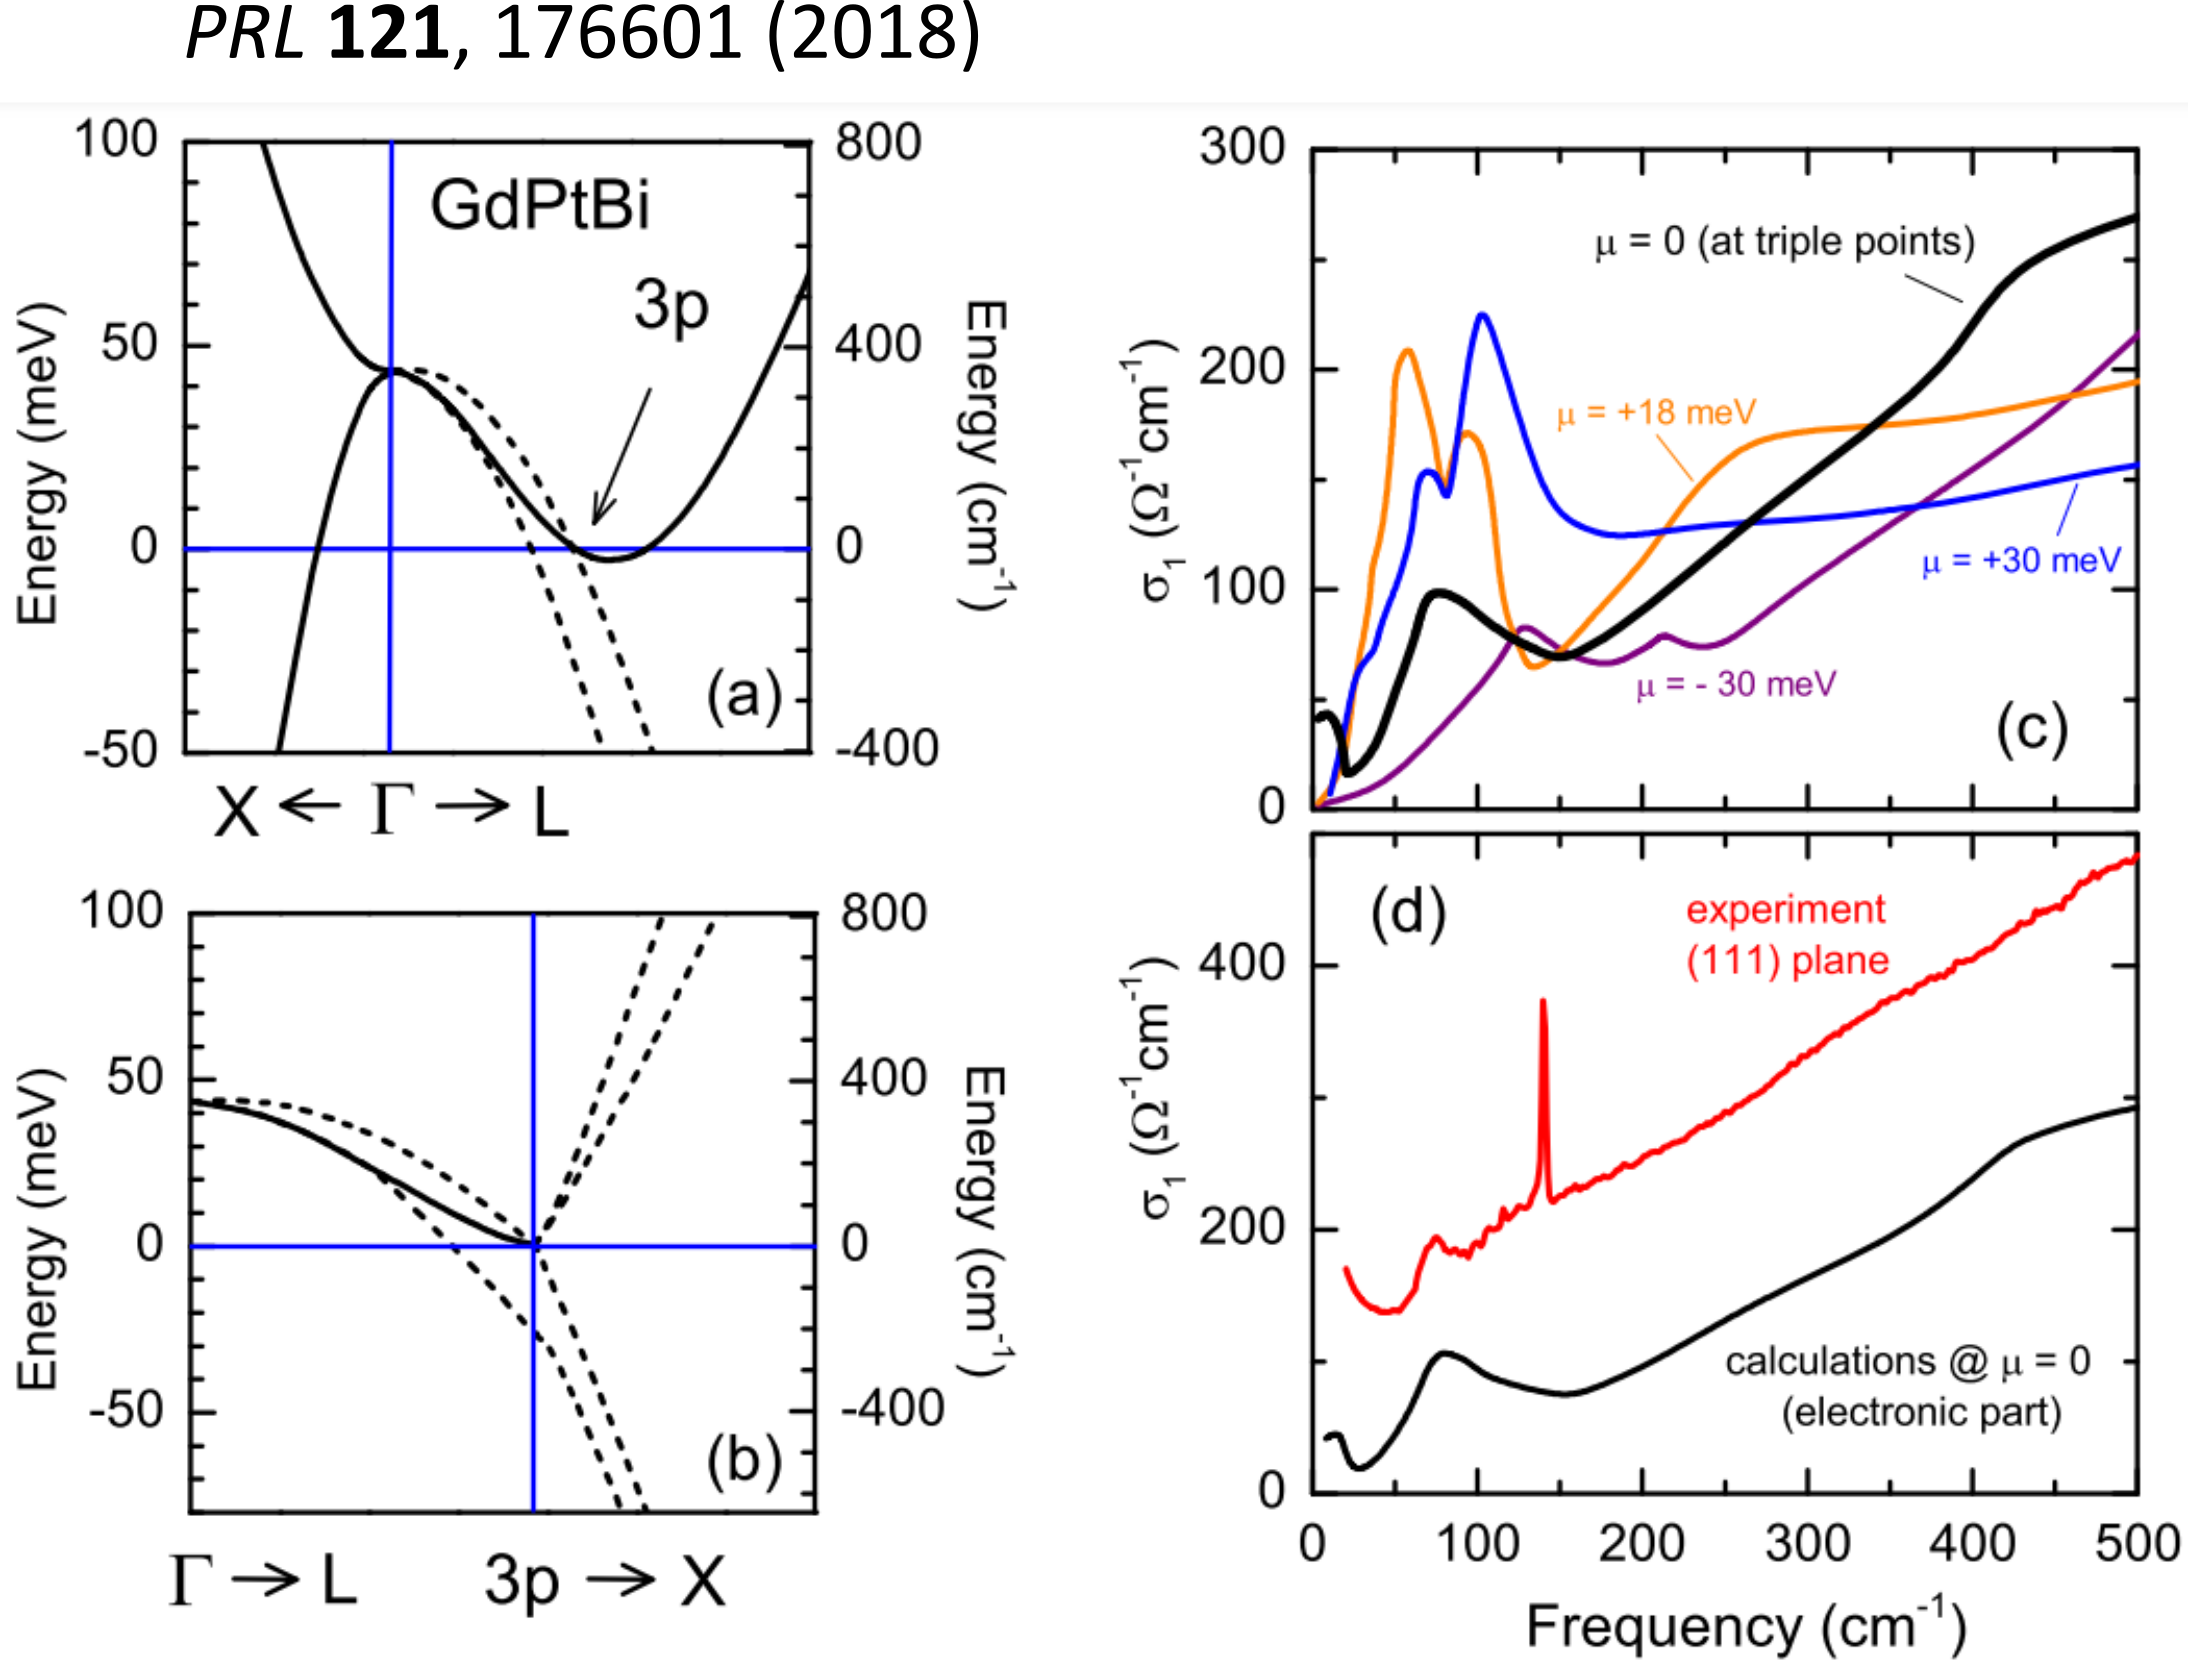 PRL 121, 176601 (2018)
100
50
0
-50
Energy (meV)
GdPtBi
3p
(a)
800
400
0
-400
Energy (cm⁻¹)
X ← Γ → L
100
50
0
-50
Energy (meV)
(b)
800
400
0
-400
Energy (cm⁻¹)
Γ → L 3p → X
300
200
100
0
σ₁ (Ω⁻¹cm⁻¹)
μ = 0 (at triple points)
μ = +18 meV
μ = +30 meV
μ = - 30 meV
(c)
400
200
0
σ₁ (Ω⁻¹cm⁻¹)
(d)
experiment
(111) plane
calculations @ μ = 0
(electronic part)
0 100 200 300 400 500
Frequency (cm⁻¹)